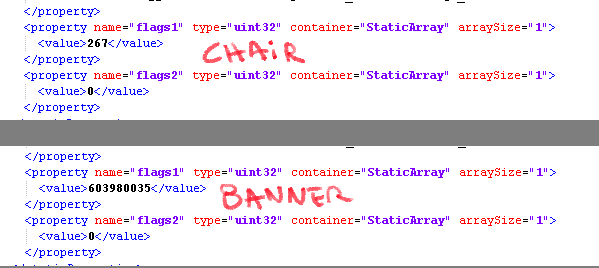 </property>
<property name="flags1" type="uint32" container="StaticArray" arraySize="1">
<value>267</value>
CHAIR
</property>
<property name="flags2" type="uint32" container="StaticArray" arraySize="1">
<value>0</value>
</property>
</property>
<property name="flags1" type="uint32" container="StaticArray" arraySize="1">
<value>603980035</value>
BANNER
</property>
<property name="flags2" type="uint32" container="StaticArray" arraySize="1">
<value>0</value>
</property>